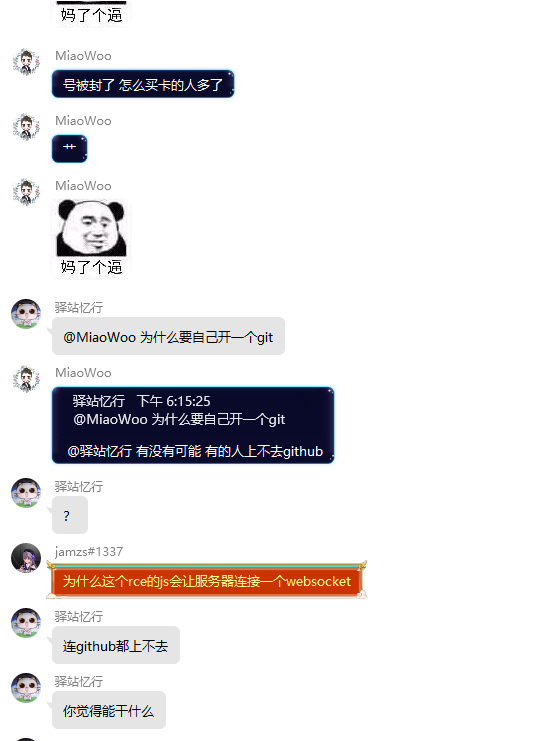 妈了个逼
MiaoWoo
号被封了 怎么买卡的人多了
MiaoWoo
艹
MiaoWoo
妈了个逼
驿站忆行
@MiaoWoo 为什么要自己开一个git
MiaoWoo
驿站忆行 下午 6:15:25
@MiaoWoo 为什么要自己开一个git
@驿站忆行 有没有可能 有的人上不去github
驿站忆行
?
jamzs#1337
为什么这个rce的js会让服务器连接一个websocket
驿站忆行
连github都上不去
驿站忆行
你觉得能干什么